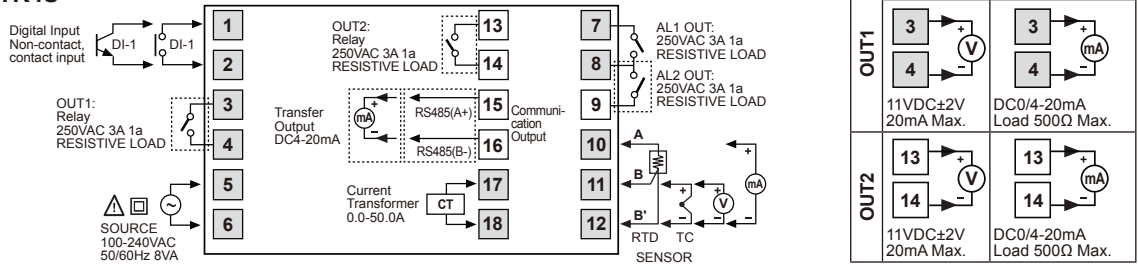 Digital Input
Non-contact,
contact input
DI-1
DI-1
1
2
OUT1:
Relay
250VAC 3A 1a
RESISTIVE LOAD
3
4
SOURCE
100-240VAC
50/60Hz 8VA
5
6
OUT2:
Relay
250VAC 3A 1a
RESISTIVE LOAD
13
14
Transfer
Output
DC4-20mA
mA
+
−
RS485(A+)
RS485(B-)
15
16
Communi-
cation
Output
Current
Transformer
0.0-50.0A
CT
17
18
7
8
9
AL1 OUT:
250VAC 3A 1a
RESISTIVE LOAD
AL2 OUT:
250VAC 3A 1a
RESISTIVE LOAD
10
11
12
A
B
B'
RTD
TC
+
−
+
V
−
+
mA
−
SENSOR
OUT1
3
4
+
V
−
11VDC±2V
20mA Max.
3
4
+
mA
−
DC0/4-20mA
Load 500Ω Max.
OUT2
13
14
+
V
−
11VDC±2V
20mA Max.
13
14
+
mA
−
DC0/4-20mA
Load 500Ω Max.